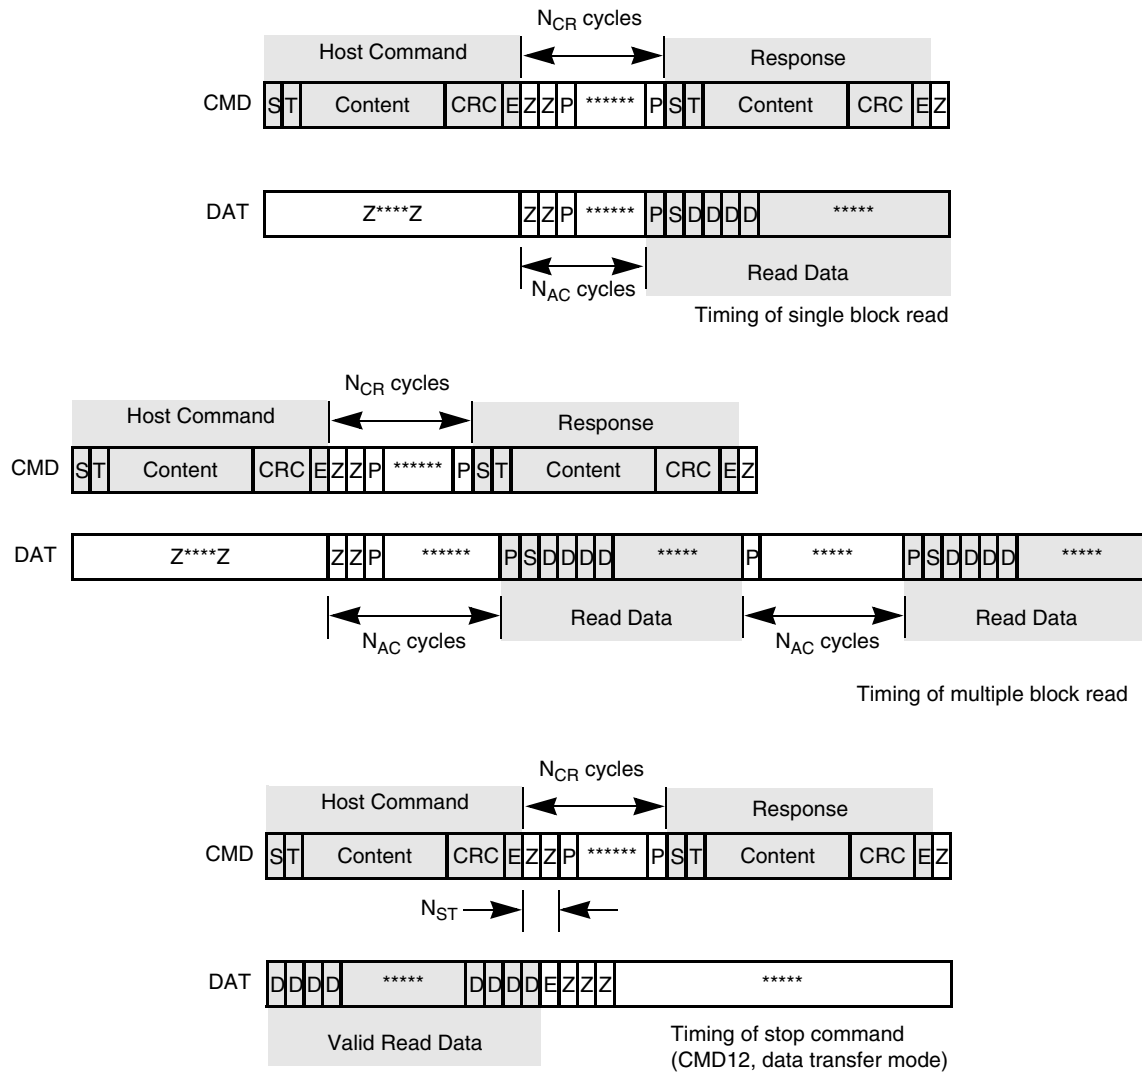 N_CR cycles
Host Command Response
CMD S T Content CRC E Z Z P ****** P S T Content CRC E Z
DAT Z****Z Z Z P ****** P S D D D D *****
N_AC cycles Read Data
Timing of single block read
N_CR cycles
Host Command Response
CMD S T Content CRC E Z Z P ****** P S T Content CRC E Z
DAT Z****Z Z Z P ****** P S D D D D ***** P ***** P S D D D D *****
N_AC cycles Read Data N_AC cycles Read Data
Timing of multiple block read
N_CR cycles
Host Command Response
CMD S T Content CRC E Z Z P ****** P S T Content CRC E Z
N_ST
DAT D D D D ***** D D D D E Z Z Z *****
Valid Read Data
Timing of stop command
(CMD12, data transfer mode)